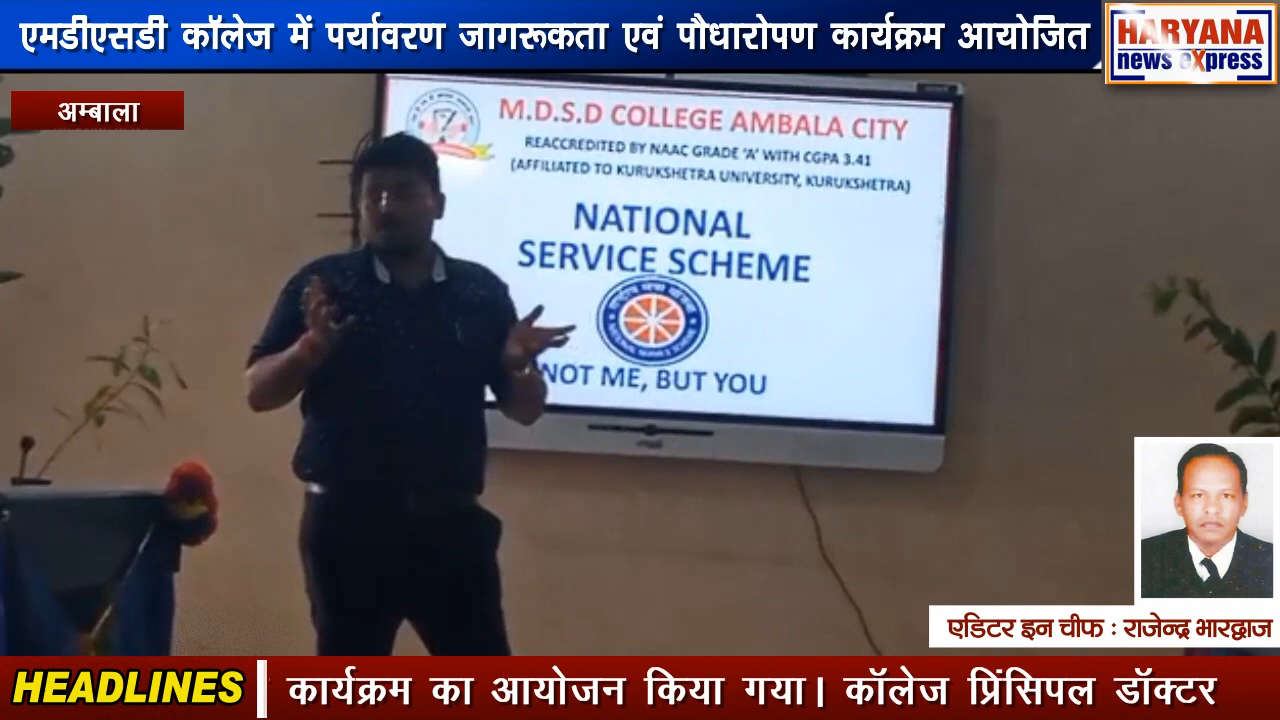 एमडीएसडी कॉलेज में पर्यावरण जागरूकता एवं पौधारोपण कार्यक्रम आयोजित
HARYANA
news eXpress
अम्बाला
M.D.S.D COLLEGE AMBALA CITY
REACCREDITED BY NAAC GRADE 'A' WITH CGPA 3.41
(AFFILIATED TO KURUKSHETRA UNIVERSITY, KURUKSHETRA)
NATIONAL
SERVICE SCHEME
NOT ME, BUT YOU
एडिटर इन चीफ : राजेन्द्र भारद्वाज
HEADLINES
कार्यक्रम का आयोजन किया गया। कॉलेज प्रिंसिपल डॉक्टर